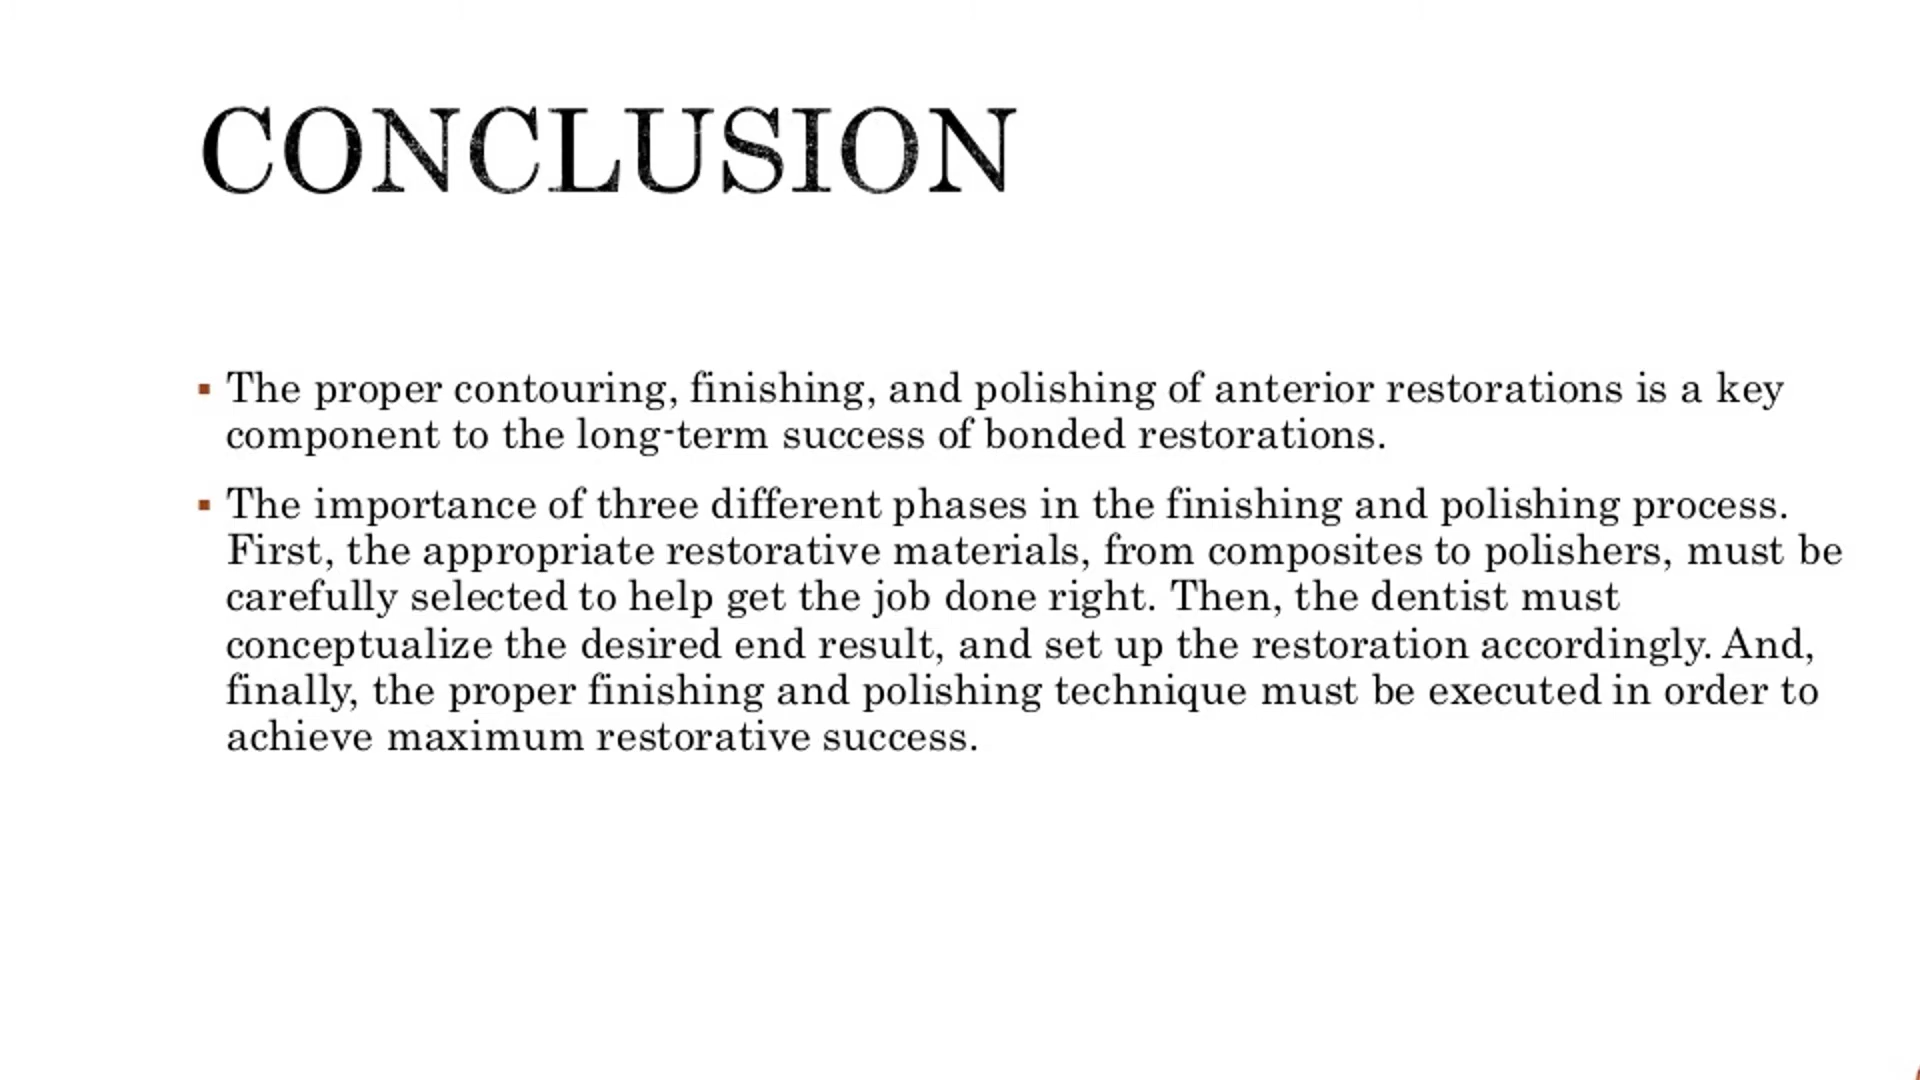 CONCLUSION
▪ The proper contouring, finishing, and polishing of anterior restorations is a key
component to the long-term success of bonded restorations.
▪ The importance of three different phases in the finishing and polishing process.
First, the appropriate restorative materials, from composites to polishers, must be
carefully selected to help get the job done right. Then, the dentist must
conceptualize the desired end result, and set up the restoration accordingly. And,
finally, the proper finishing and polishing technique must be executed in order to
achieve maximum restorative success.